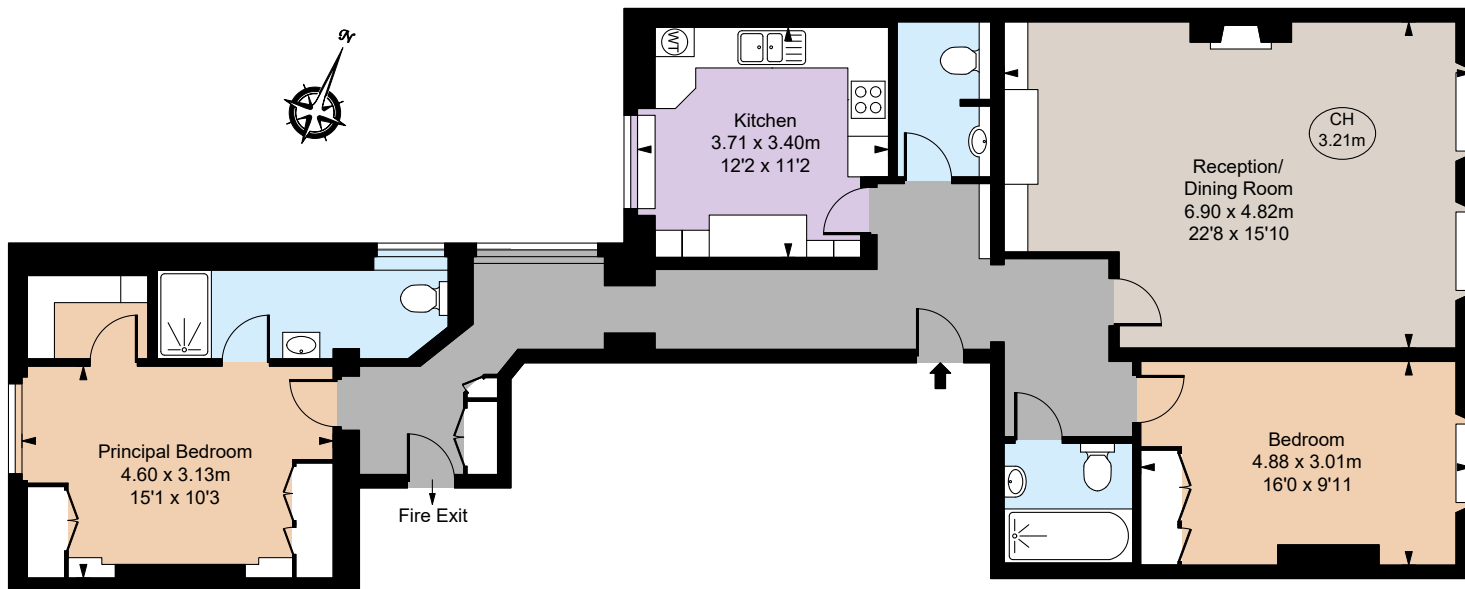 N
WT
Kitchen
3.71 x 3.40m
12'2 x 11'2
CH
3.21m
Reception/
Dining Room
6.90 x 4.82m
22'8 x 15'10
Principal Bedroom
4.60 x 3.13m
15'1 x 10'3
Fire Exit
Bedroom
4.88 x 3.01m
16'0 x 9'11